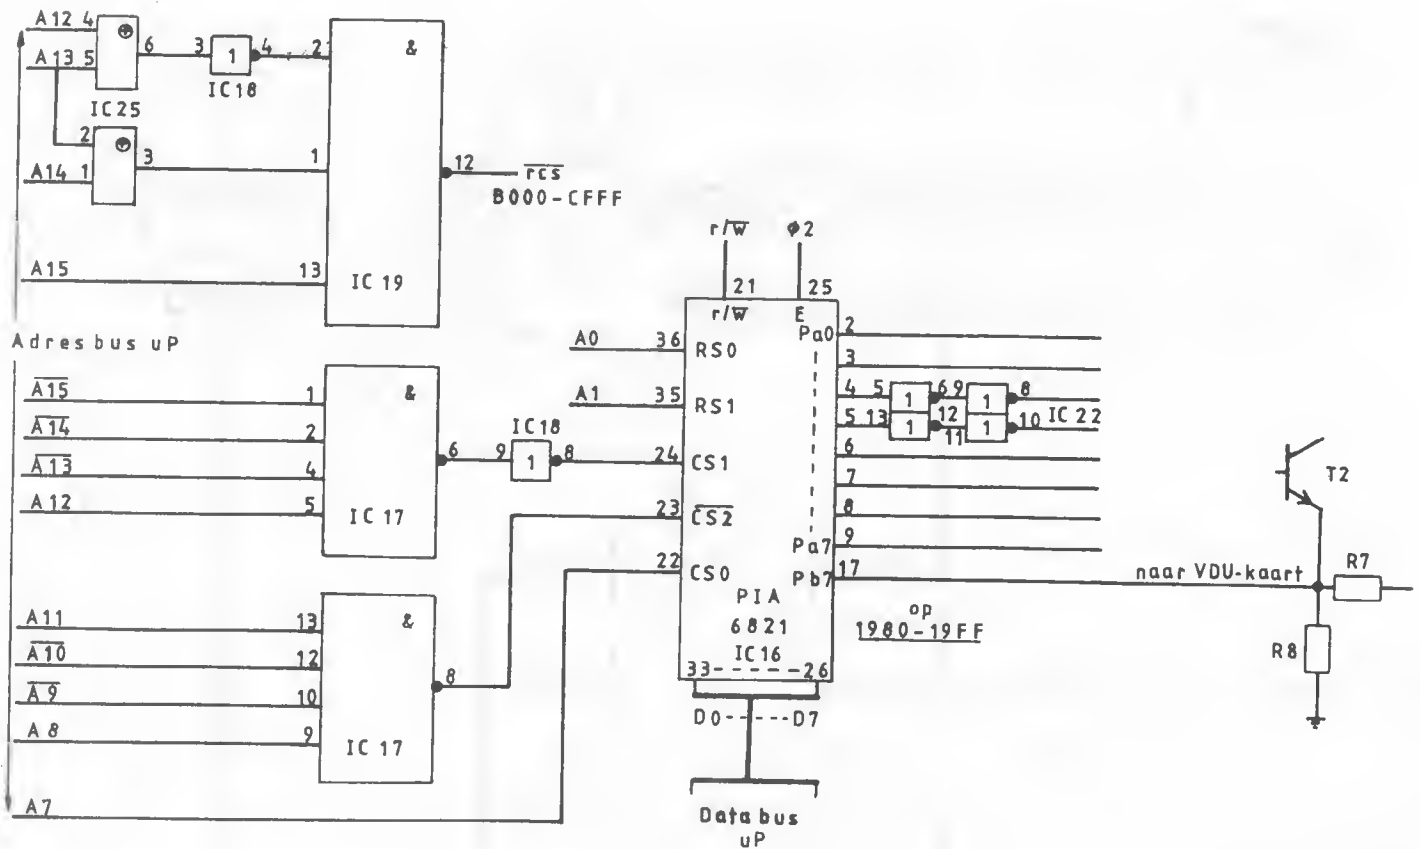 A12 4
6
3
1
4
2
&
A13 5
IC25
IC18
2
3
1
A14 1
12
rcs
B000-CFFF
A15
13
IC 19
Adresbus uP
r/w
φ2
21
25
r/w
E
A0
36
RS0
Pa0
2
3
A1
35
RS1
4
5
1
6
9
1
8
5
13
1
12
11
1
10
IC 22
A15
1
&
A14
2
A13
4
A12
5
IC 17
6
9
IC18
1
8
24
CS1
6
7
23
CS2
8
22
CS0
Pa7
9
Pb7
17
naar VDU-kaart
T2
R7
R8
PIA
6821
IC16
op
1980-19FF
33-----26
D0-----D7
A11
13
&
A10
12
A9
10
A8
9
IC 17
8
A7
Databus
uP